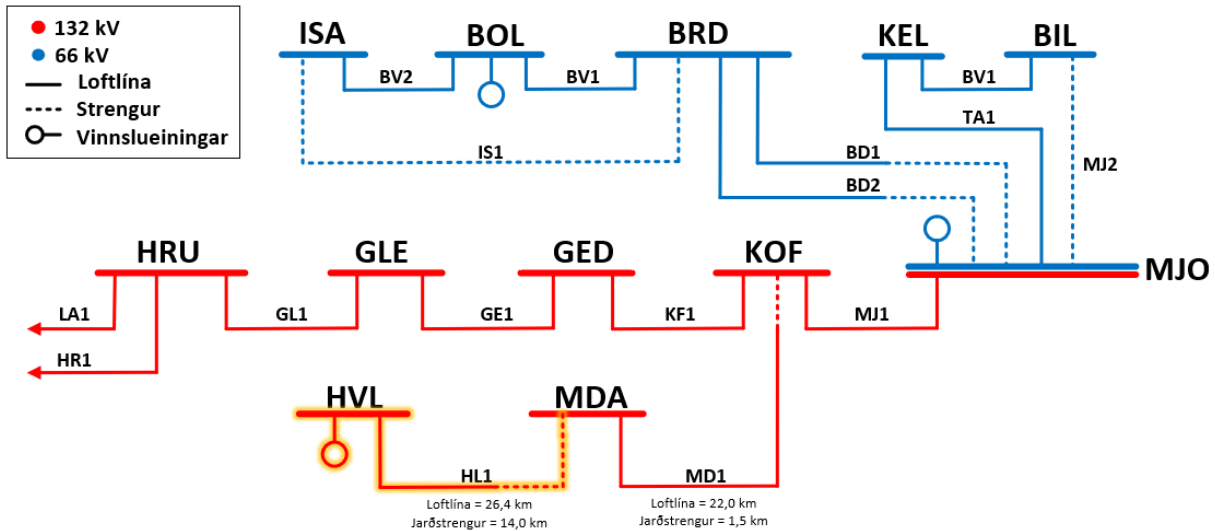 132 kV
66 kV
Loftlína
Strengur
Vinnslueiningar
ISA
BOL
BRD
KEL
BIL
BV2
BV1
BV1
TA1
IS1
BD1
MJ2
BD2
HRU
GLE
GED
KOF
MJO
LA1
GL1
GE1
KF1
MJ1
HR1
HVL
MDA
HL1
MD1
Loftlína = 26,4 km
Jarðstrengur = 14,0 km
Loftlína = 22,0 km
Jarðstrengur = 1,5 km